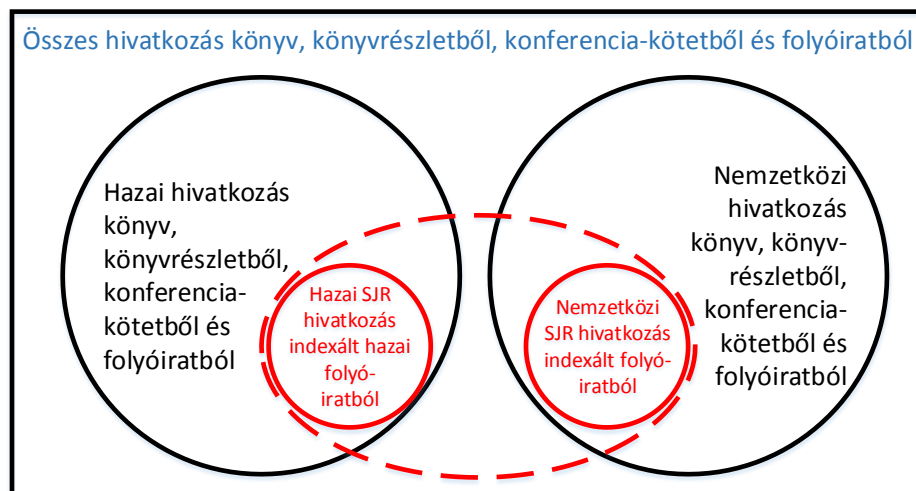 Összes hivatkozás könyv, könyvrészletből, konferencia-kötetből és folyóiratból
Hazai hivatkozás
könyv,
könyvrészletből,
konferencia-
kötetből és
folyóiratból
Hazai SJR
hivatkozás
indexált hazai
folyó-
iratból
Nemzetközi
SJR hivatkozás
indexált folyó-
iratból
Nemzetközi
hivatkozás
könyv, könyv-
részletből,
konferencia-
kötetből és
folyóiratból